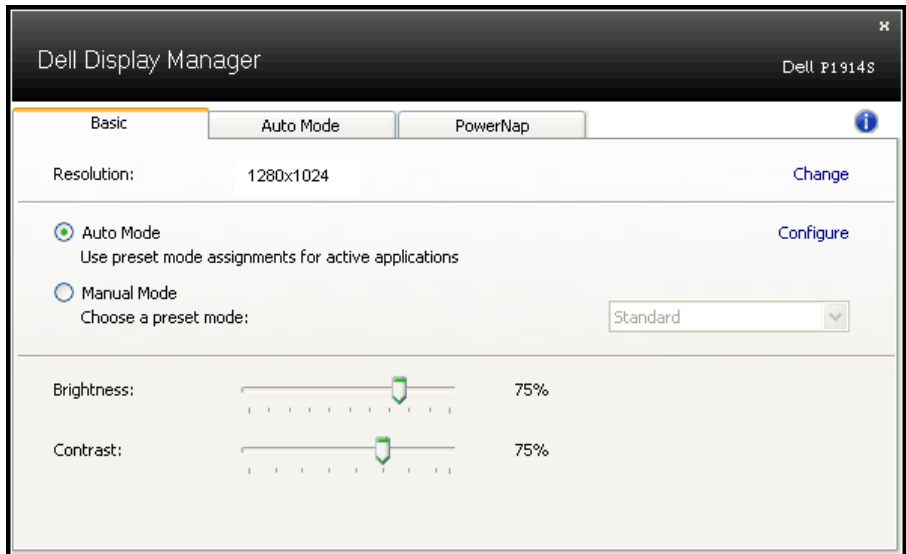 Dell Display Manager
Dell P1914S
Basic
Auto Mode
PowerNap
Resolution:
1280x1024
Change
Auto Mode
Configure
Use preset mode assignments for active applications
Manual Mode
Choose a preset mode:
Standard
Brightness:
75%
Contrast:
75%